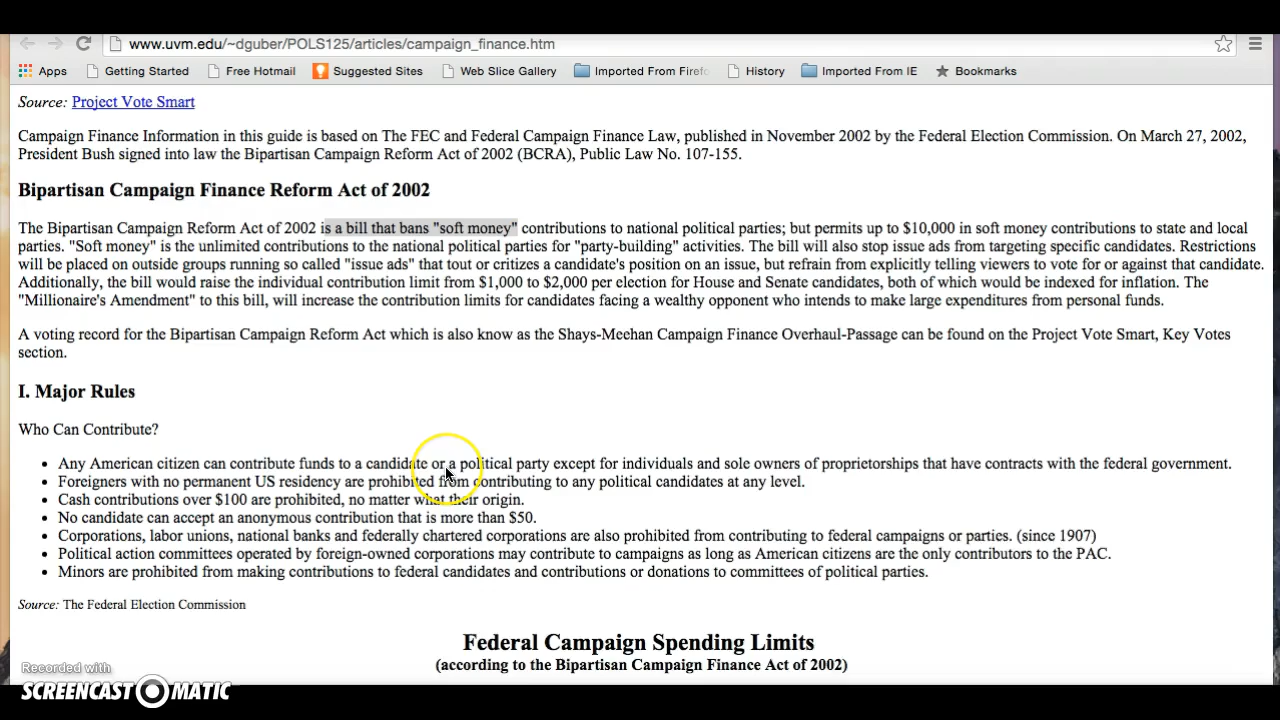 www.uvm.edu/~dguber/POLS125/articles/campaign_finance.htm
Apps Getting Started Free Hotmail Suggested Sites Web Slice Gallery Imported From Firefo History Imported From IE Bookmarks
Source: Project Vote Smart
Campaign Finance Information in this guide is based on The FEC and Federal Campaign Finance Law, published in November 2002 by the Federal Election Commission. On March 27, 2002,
President Bush signed into law the Bipartisan Campaign Reform Act of 2002 (BCRA), Public Law No. 107-155.
Bipartisan Campaign Finance Reform Act of 2002
The Bipartisan Campaign Reform Act of 2002 is a bill that bans "soft money" contributions to national political parties; but permits up to $10,000 in soft money contributions to state and local
parties. "Soft money" is the unlimited contributions to the national political parties for "party-building" activities. The bill will also stop issue ads from targeting specific candidates. Restrictions
will be placed on outside groups running so called "issue ads" that tout or critizes a candidate's position on an issue, but refrain from explicitly telling viewers to vote for or against that candidate.
Additionally, the bill would raise the individual contribution limit from $1,000 to $2,000 per election for House and Senate candidates, both of which would be indexed for inflation. The
"Millionaire's Amendment" to this bill, will increase the contribution limits for candidates facing a wealthy opponent who intends to make large expenditures from personal funds.
A voting record for the Bipartisan Campaign Reform Act which is also know as the Shays-Meehan Campaign Finance Overhaul-Passage can be found on the Project Vote Smart, Key Votes
section.
I. Major Rules
Who Can Contribute?
• Any American citizen can contribute funds to a candidate or a political party except for individuals and sole owners of proprietorships that have contracts with the federal government.
• Foreigners with no permanent US residency are prohibited from contributing to any political candidates at any level.
• Cash contributions over $100 are prohibited, no matter what their origin.
• No candidate can accept an anonymous contribution that is more than $50.
• Corporations, labor unions, national banks and federally chartered corporations are also prohibited from contributing to federal campaigns or parties. (since 1907)
• Political action committees operated by foreign-owned corporations may contribute to campaigns as long as American citizens are the only contributors to the PAC.
• Minors are prohibited from making contributions to federal candidates and contributions or donations to committees of political parties.
Source: The Federal Election Commission
Federal Campaign Spending Limits
(according to the Bipartisan Campaign Finance Act of 2002)
Recorded with
SCREENCAST O MATIC